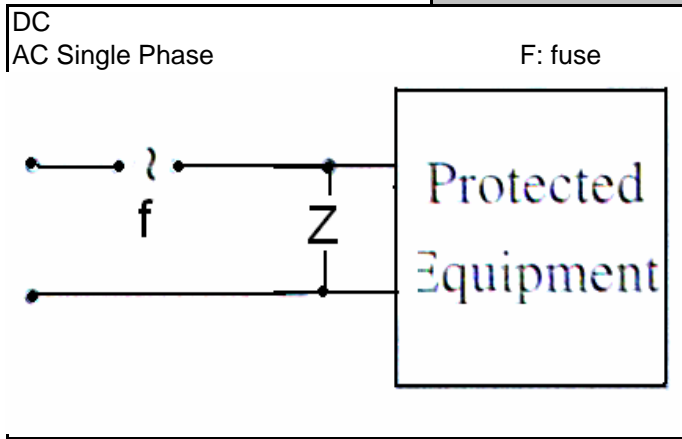 DC
AC Single Phase
F: fuse
f
Z
Protected
Equipment